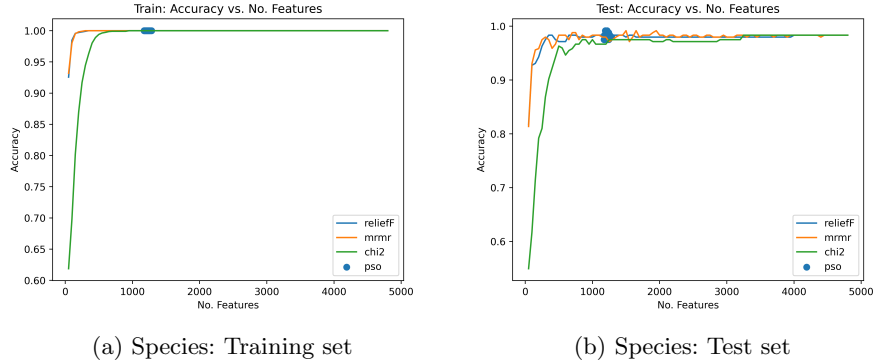 Train: Accuracy vs. No. Features
1.00
0.95
0.90
0.85
0.80
0.75
0.70
0.65
0.60
Accuracy
0
1000
2000
3000
4000
5000
No. Features
reliefF
mrmr
chi2
pso
(a) Species: Training set
Test: Accuracy vs. No. Features
1.0
0.9
0.8
0.7
0.6
Accuracy
0
1000
2000
3000
4000
5000
No. Features
reliefF
mrmr
chi2
pso
(b) Species: Test set